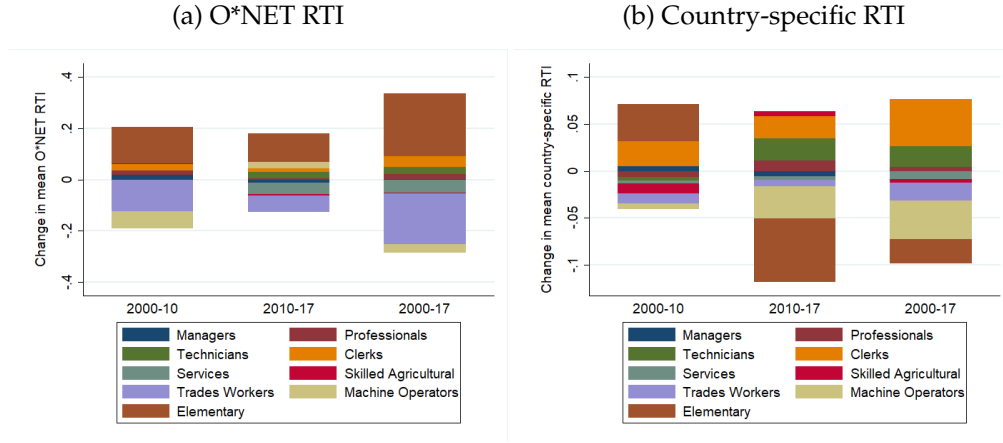 (a) O*NET RTI
Change in mean O*NET RTI
.4
.2
0
-.2
-.4
2000-10
2010-17
2000-17
Managers
Professionals
Technicians
Clerks
Services
Skilled Agricultural
Trades Workers
Machine Operators
Elementary
(b) Country-specific RTI
Change in mean country-specific RTI
.1
.05
0
-.05
-.1
2000-10
2010-17
2000-17
Managers
Professionals
Technicians
Clerks
Services
Skilled Agricultural
Trades Workers
Machine Operators
Elementary